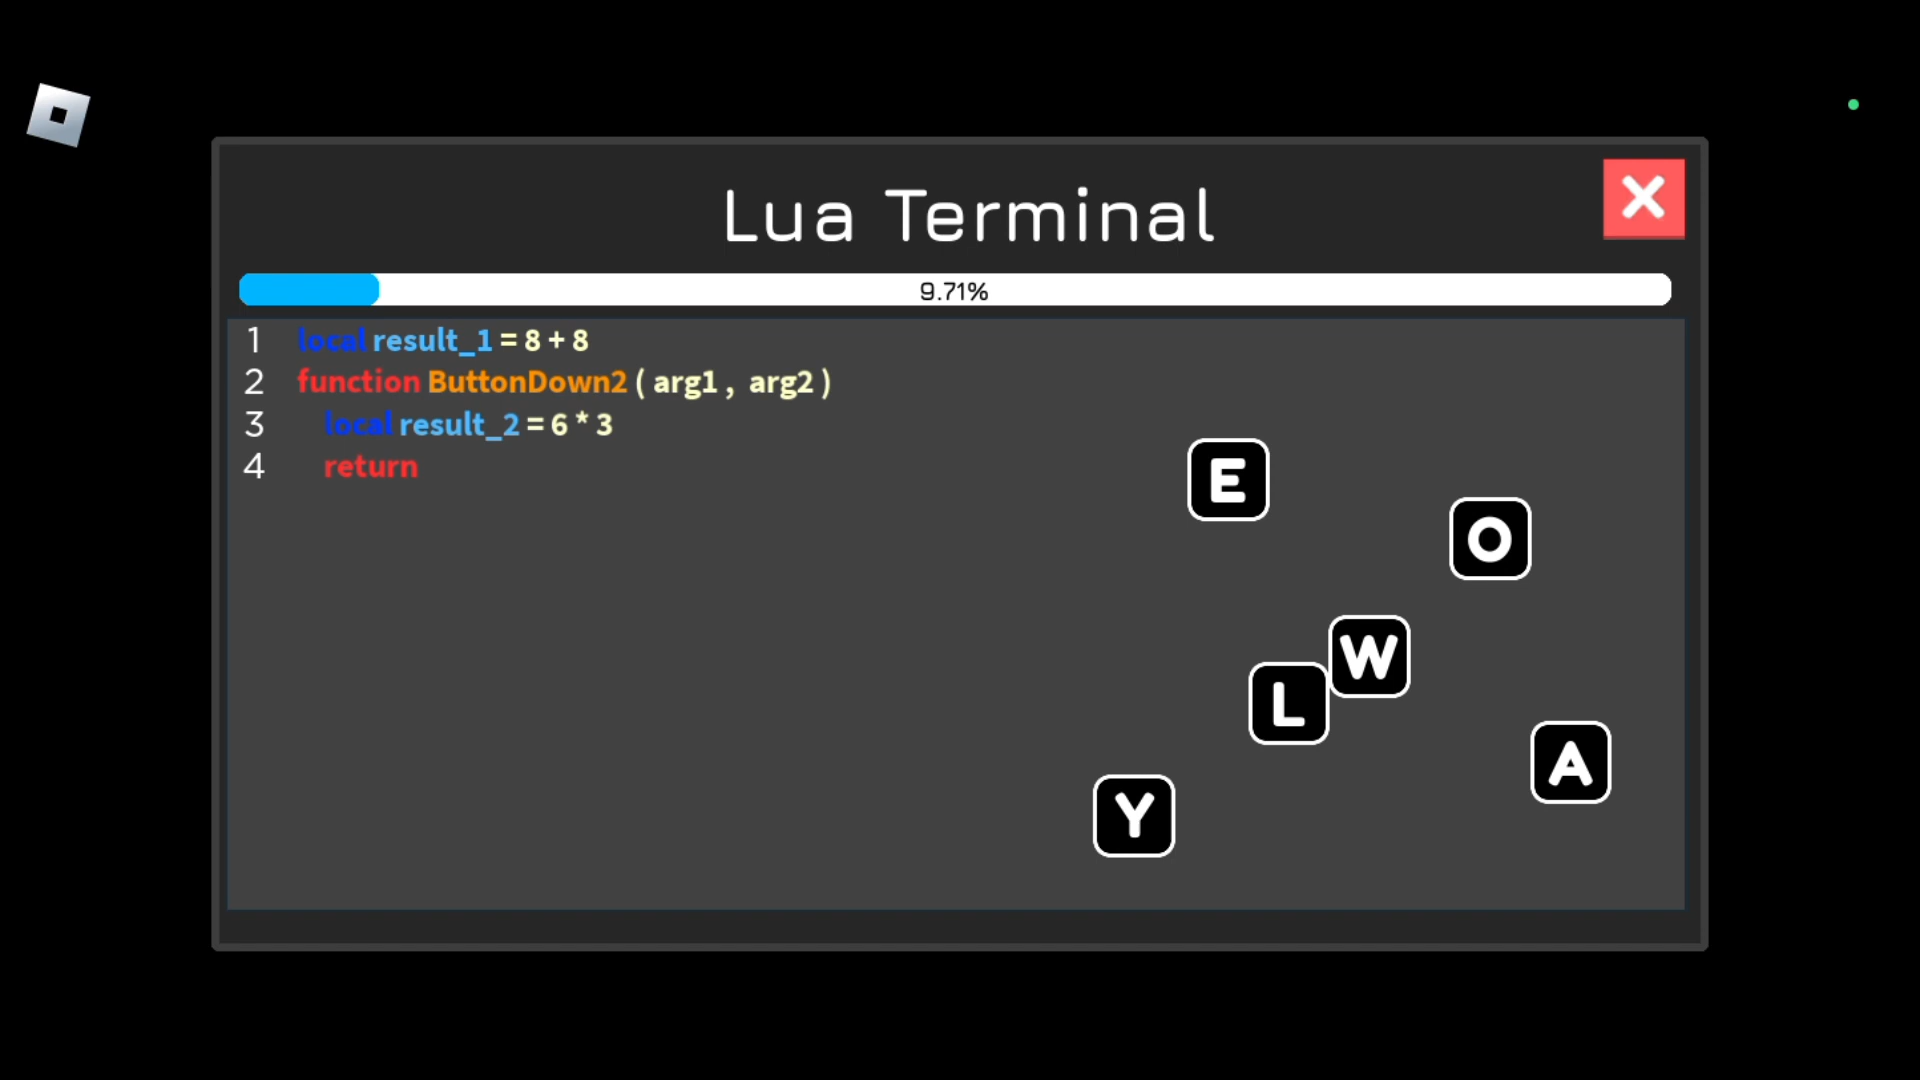 Lua Terminal
9.71%
1 local result_1 = 8 + 8
2 function ButtonDown2 ( arg1 , arg2 )
3 local result_2 = 6 * 3
4 return
E
O
W
L
A
Y